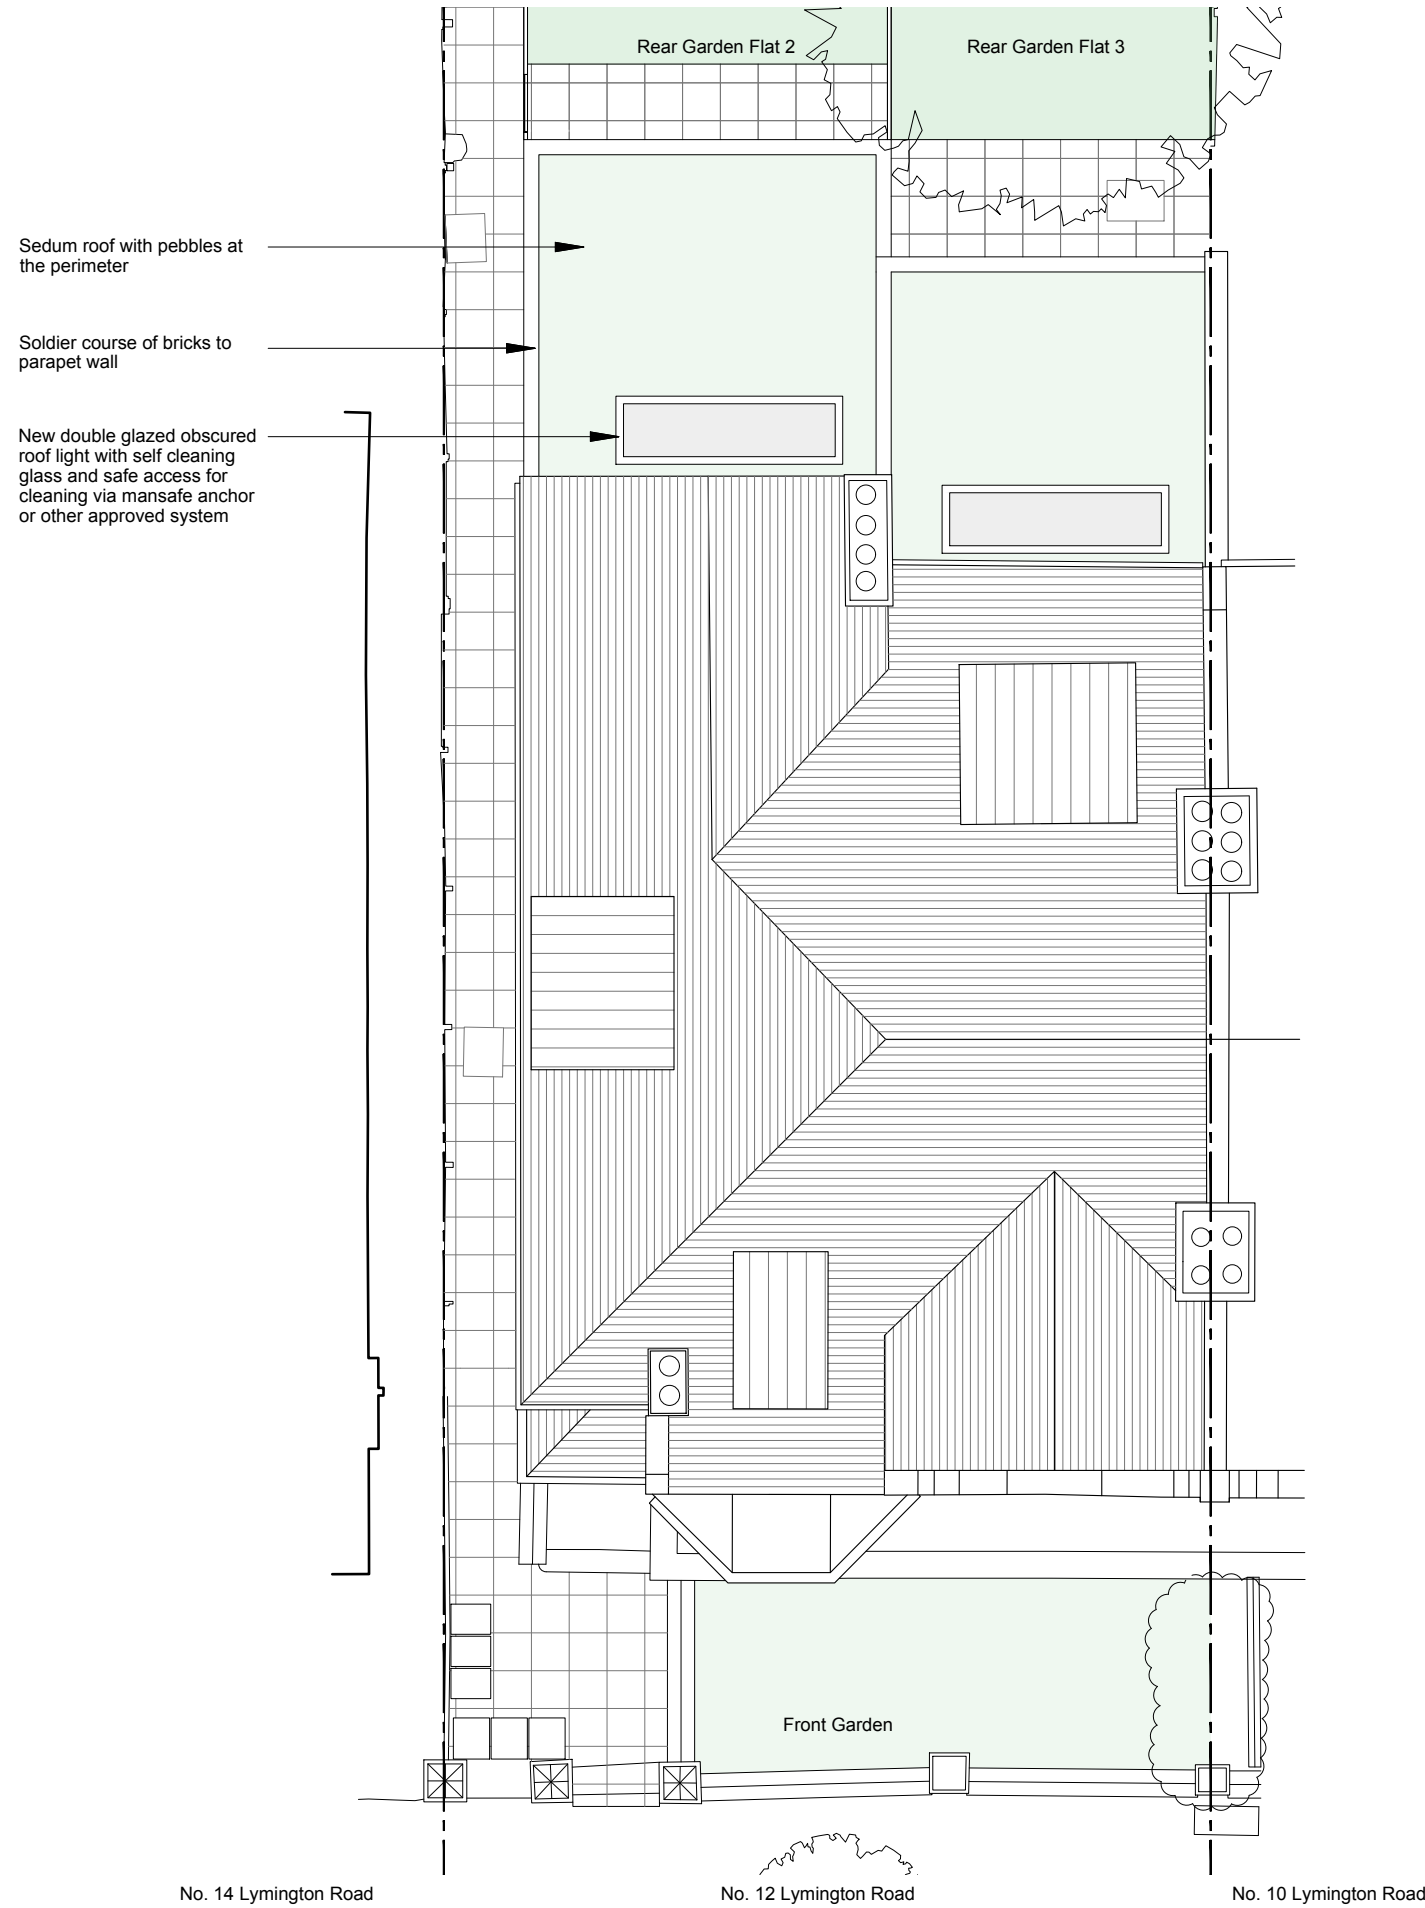 Rear Garden Flat 2
Rear Garden Flat 3
Sedum roof with pebbles at
the perimeter
Soldier course of bricks to
parapet wall
New double glazed obscured
roof light with self cleaning
glass and safe access for
cleaning via mansafe anchor
or other approved system
Front Garden
No. 14 Lymington Road
No. 12 Lymington Road
No. 10 Lymington Road